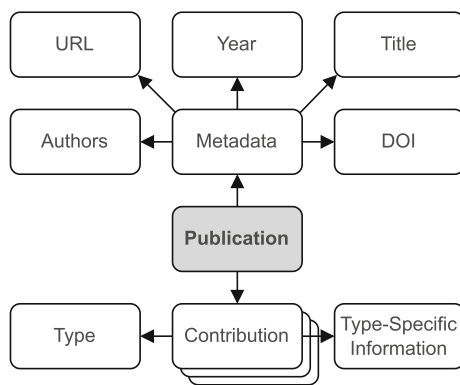 URL
Year
Title
Authors
Metadata
DOI
Publication
Type
Contribution
Type-Specific
Information